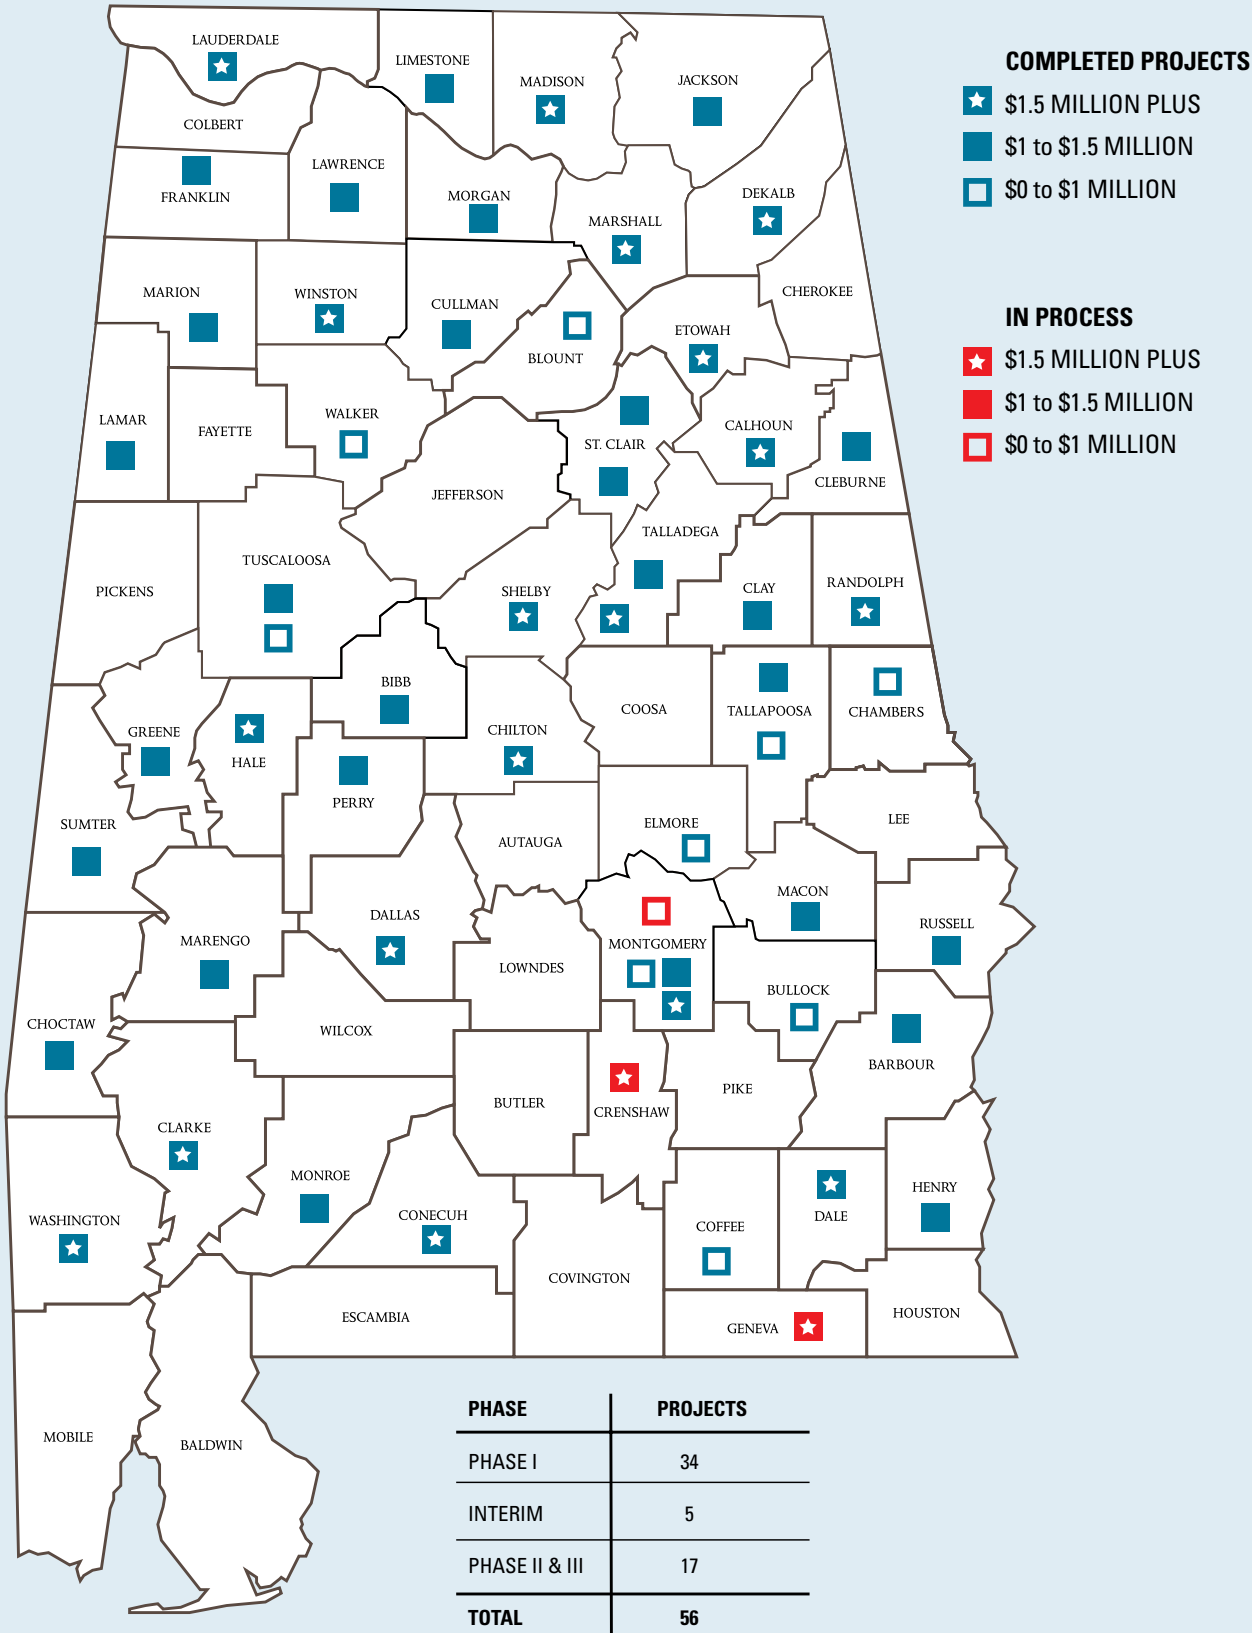 COMPLETED PROJECTS
$1.5 MILLION PLUS
$1 to $1.5 MILLION
$0 to $1 MILLION
IN PROCESS
$1.5 MILLION PLUS
$1 to $1.5 MILLION
$0 to $1 MILLION
LAUDERDALE
LIMESTONE
MADISON
JACKSON
COLBERT
LAWRENCE
FRANKLIN
MORGAN
MARSHALL
DEKALB
MARION
WINSTON
CULLMAN
BLOUNT
ETOWAH
CHEROKEE
LAMAR
FAYETTE
WALKER
JEFFERSON
ST. CLAIR
CALHOUN
CLEBURNE
PICKENS
TUSCALOOSA
SHELBY
TALLADEGA
CLAY
RANDOLPH
GREENE
HALE
BIBB
PERRY
CHILTON
COOSA
TALLAPOOSA
CHAMBERS
SUMTER
AUTAUGA
ELMORE
LEE
MARENGO
DALLAS
LOWNDES
MONTGOMERY
MACON
BULLOCK
RUSSELL
CHOCTAW
WILCOX
BUTLER
CRENSHAW
PIKE
BARBOUR
CLARKE
MONROE
CONECUH
COFFEE
DALE
HENRY
WASHINGTON
ESCAMBIA
COVINGTON
GENEVA
HOUSTON
MOBILE
BALDWIN
PHASE PROJECTS
PHASE I 34
INTERIM 5
PHASE II & III 17
TOTAL 56